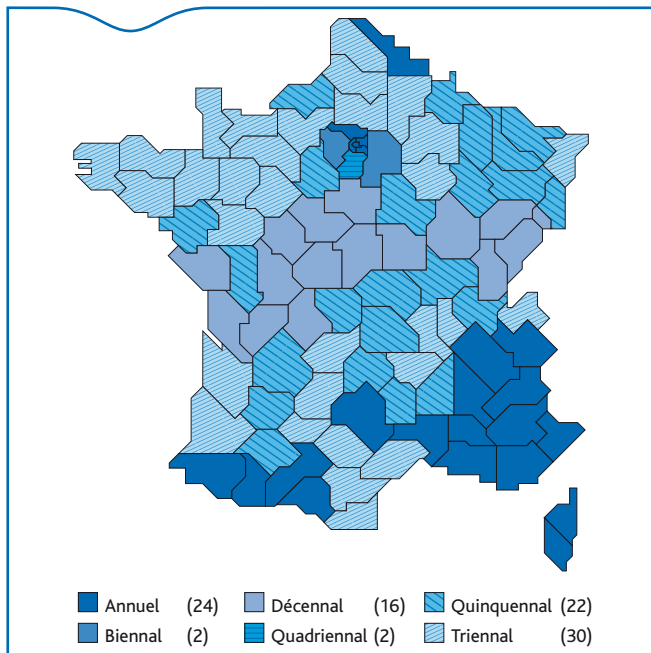 Annuel (24) Décennal (16) Quinquennal (22)
Biennal (2) Quadriennal (2) Triennal (30)